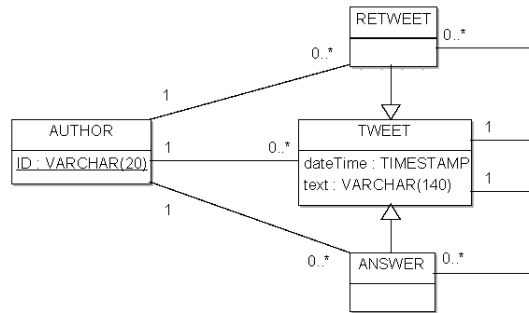 RETWEET
0..*
0..*
1
AUTHOR
TWEET
1
ID : VARCHAR(20)
1
0..*
dateTime : TIMESTAMP
text : VARCHAR(140)
1
1
0..*
ANSWER
0..*